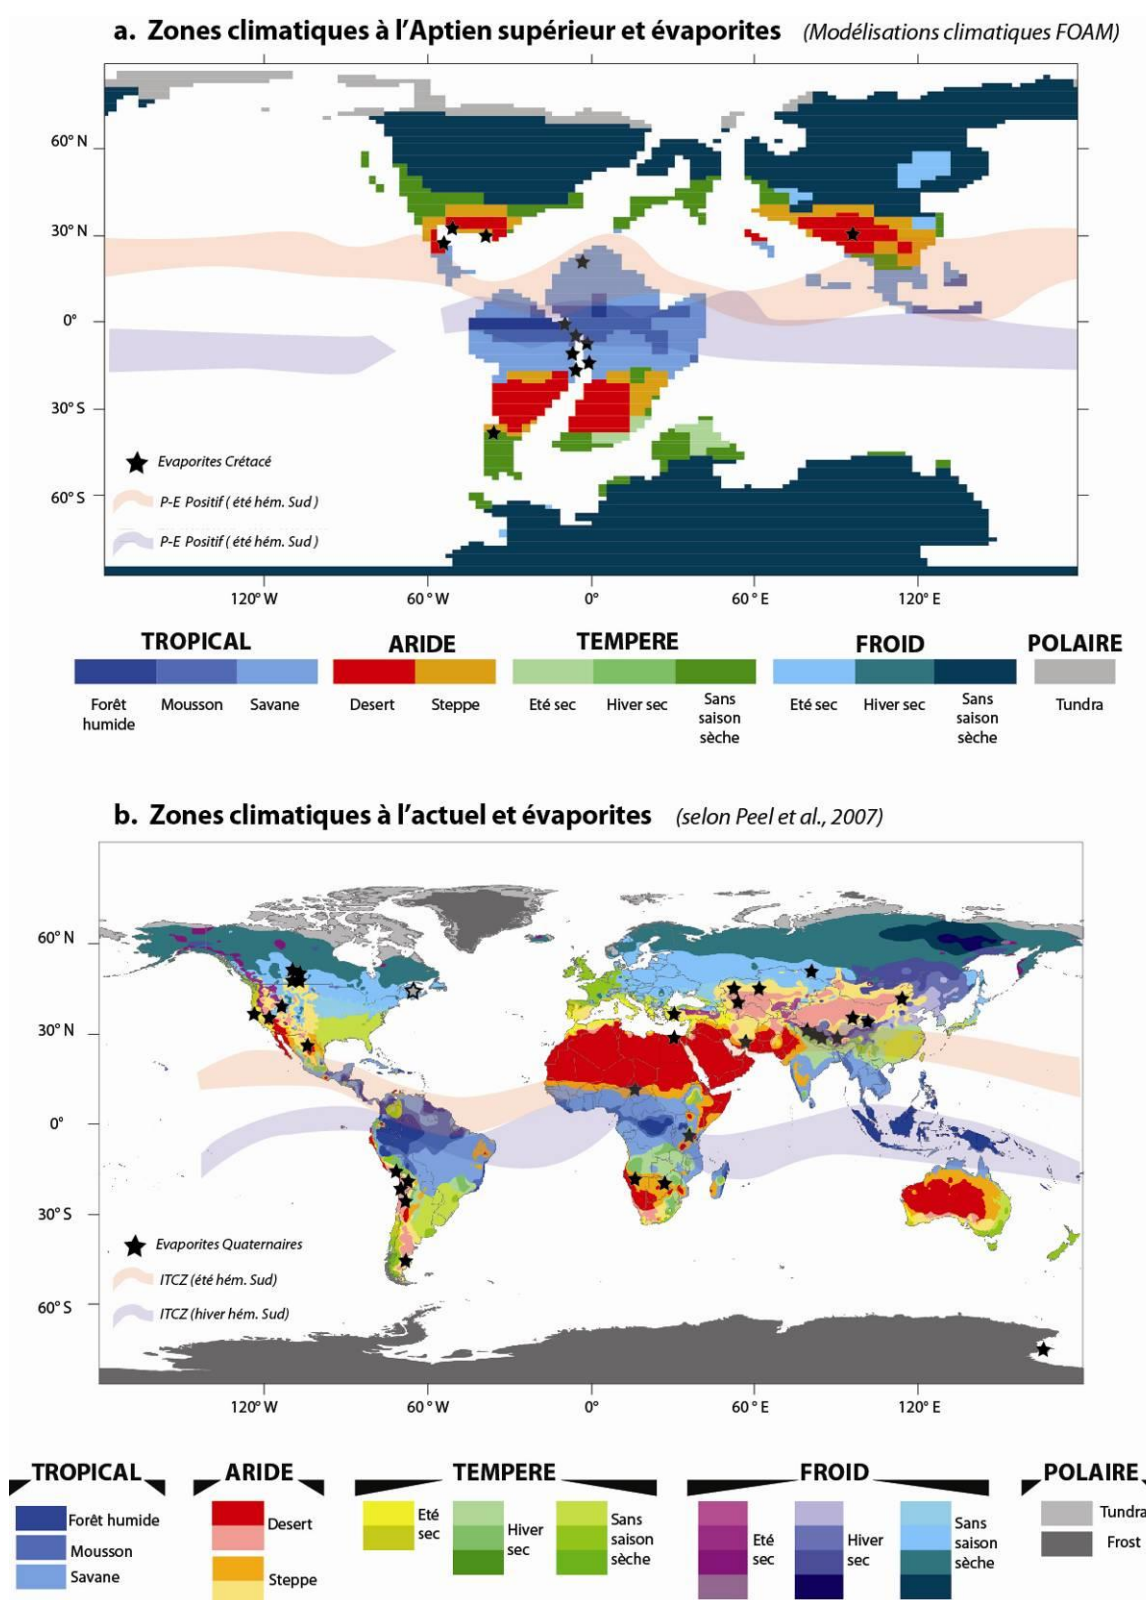 a. Zones climatiques à l'Aptien supérieur et évaporites (Modélisations climatiques FOAM)
60° N
30° N
0°
30° S
60° S
Evaporites Crétacé
P-E Positif ( été hém. Sud )
P-E Positif ( été hém. Sud )
120° W
60 °W
0°
60 ° E
120° E
TROPICAL
ARIDE
TEMPERE
FROID
POLAIRE
Forêt humide
Mousson
Savane
Desert
Steppe
Eté sec
Hiver sec
Sans saison sèche
Eté sec
Hiver sec
Sans saison sèche
Tundra
b. Zones climatiques à l'actuel et évaporites (selon Peel et al., 2007)
60° N
30° N
0°
30° S
60° S
Evaporites Quaternaires
ITCZ (été hém. Sud)
ITCZ (hiver hém. Sud)
120° W
60 °W
0°
60 ° E
120° E
TROPICAL
ARIDE
TEMPERE
FROID
POLAIRE
Forêt humide
Mousson
Savane
Desert
Steppe
Eté sec
Hiver sec
Sans saison sèche
Eté sec
Hiver sec
Sans saison sèche
Tundra
Frost